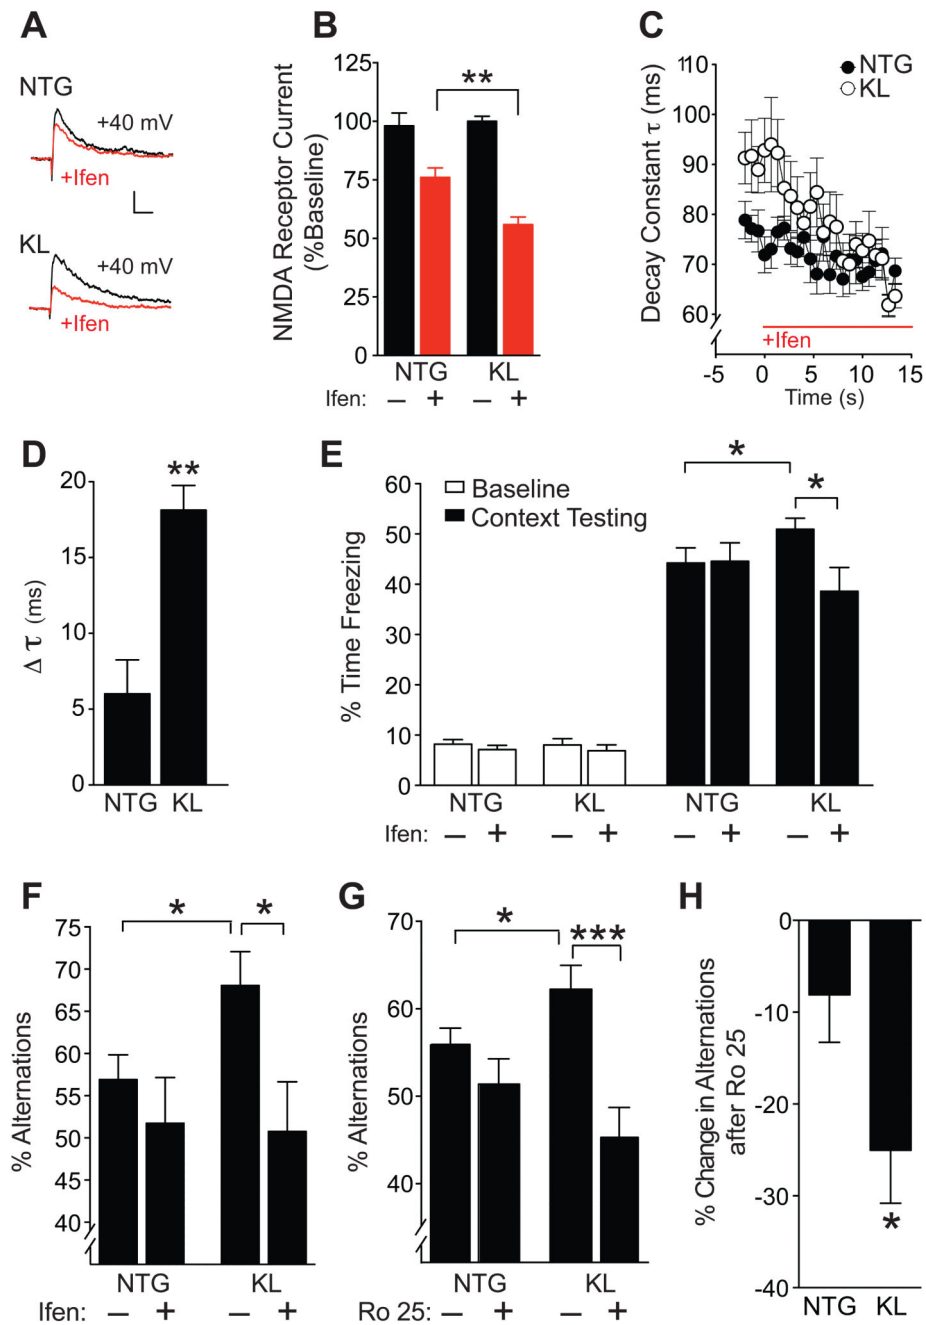 A
NTG
+40 mV
+Ifen
KL
+40 mV
+Ifen
B
NMDA Receptor Current
(%Baseline)
125
100
75
50
25
0
**
NTG
KL
Ifen: – + – +
C
Decay Constant τ (ms)
110
100
90
80
70
60
NTG
KL
+Ifen
-5 0 5 10 15
Time (s)
D
Δ τ (ms)
20
15
10
5
0
**
NTG KL
E
% Time Freezing
60
50
40
30
20
10
0
Baseline
Context Testing
*
*
NTG KL NTG KL
Ifen: – + – + – + – +
F
% Alternations
75
70
65
60
55
50
45
40
*
*
NTG KL
Ifen: – + – +
G
% Alternations
70
60
50
40
*
***
NTG KL
Ro 25: – + – +
H
% Change in Alternations
after Ro 25
0
-10
-20
-30
-40
*
NTG KL